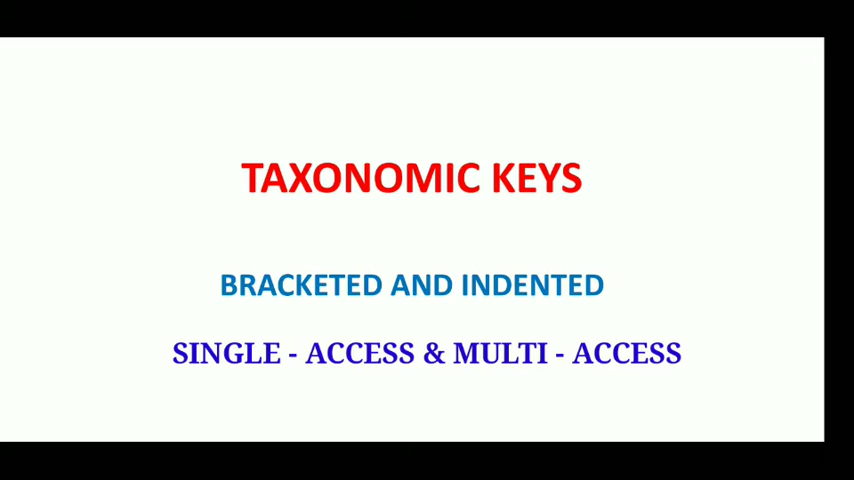 TAXONOMIC KEYS
BRACKETED AND INDENTED
SINGLE - ACCESS & MULTI - ACCESS